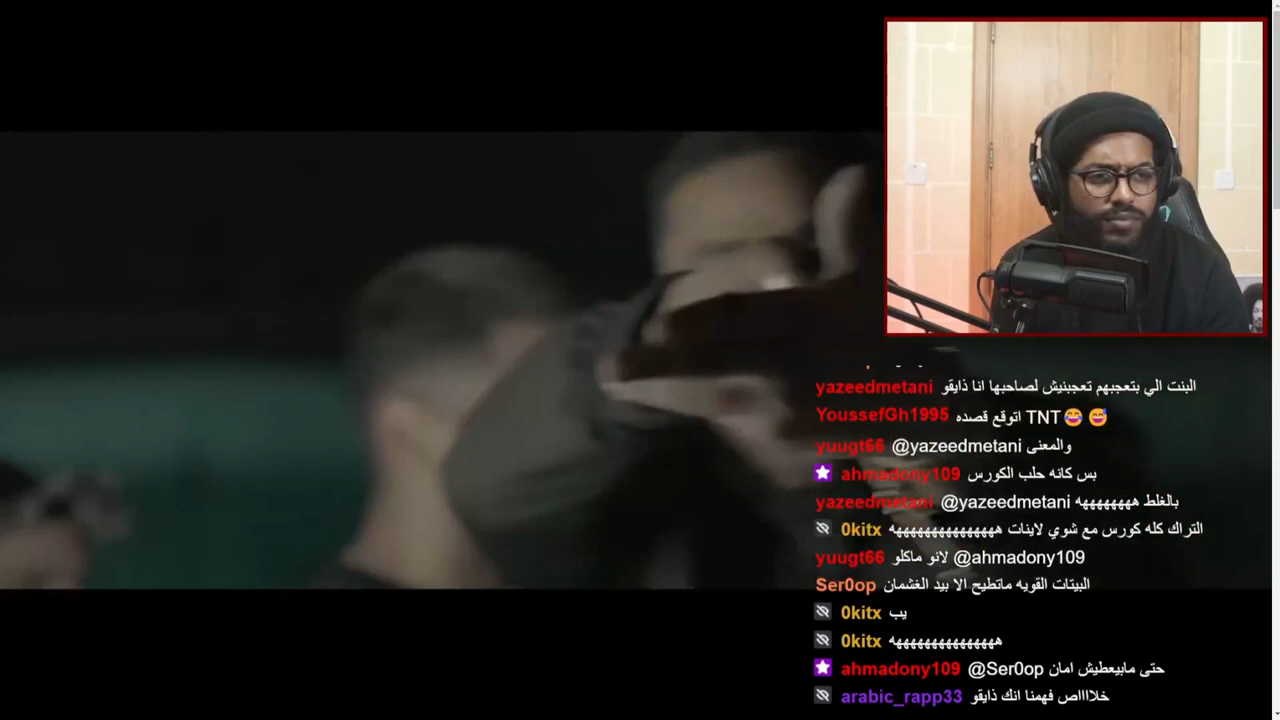 yazeedmetani البنت الي بتعجبهم تعجبنيش لصاحبها انا ذايقو
YoussefGh1995 اتوقع قصده TNT😂 😅
yuugt66 @yazeedmetani والمعنى
ahmadony109 بس كانه حلب الكورس
yazeedmetani @yazeedmetani بالغلط هههههههه
0kitx التراك كله كورس مع شوي لاينات هههههههههههههه
yuugt66 لانو ماكلو @ahmadony109
Ser0op البيتات القويه ماتطيح الا بيد الغشمان
0kitx يب
0kitx هههههههههههههه
ahmadony109 @Ser0op حتى مابيعطيش امان
arabic_rapp33 خلااااص فهمنا انك ذايقو